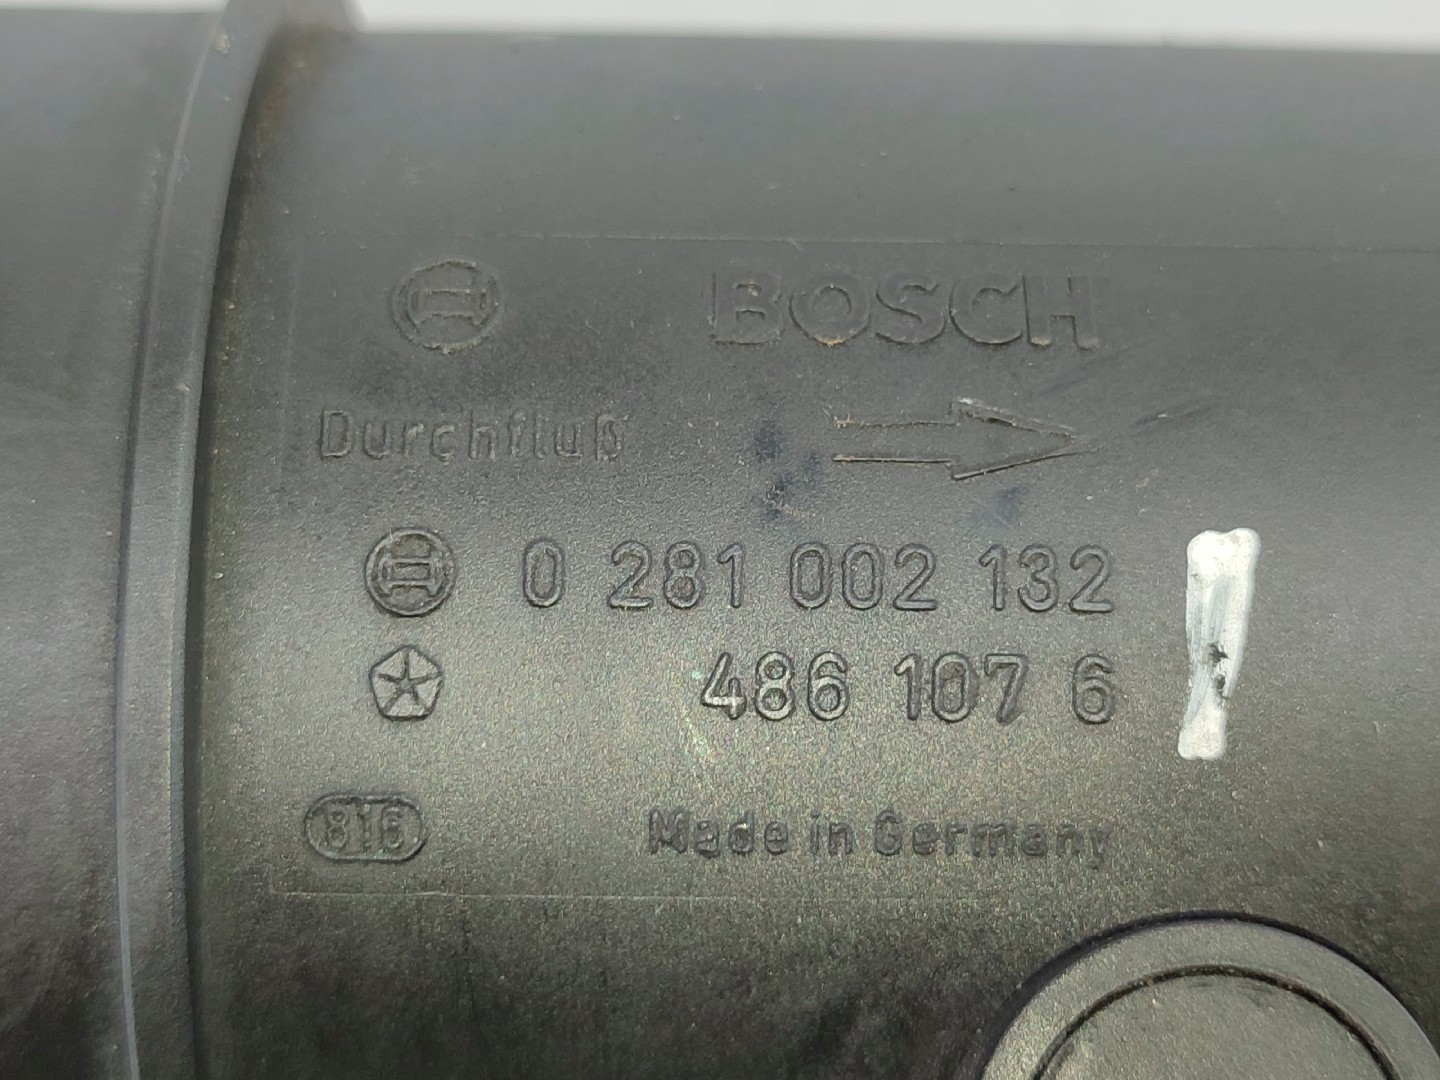 BOSCH
Durchfluß
0 281 002 132
486 107 6
816
Made in Germany